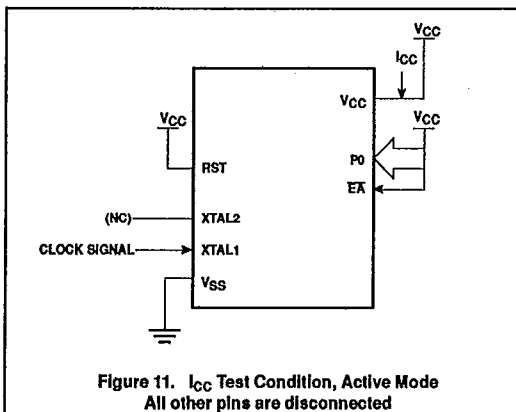 VCC
ICC
VCC
VCC
VCC
P0
RST
EA
(NC)
XTAL2
CLOCK SIGNAL
XTAL1
VSS
Figure 11. ICC Test Condition, Active Mode
All other pins are disconnected